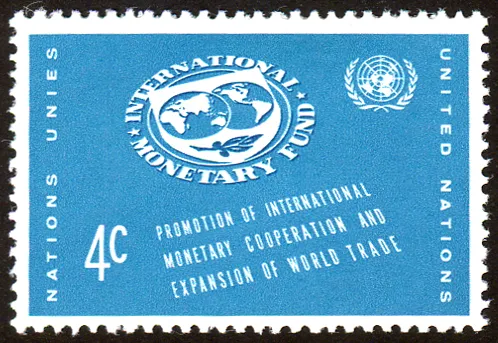 NATIONS UNIES
INTERNATIONAL
MONETARY FUND
UNITED NATIONS
4c
PROMOTION OF INTERNATIONAL
MONETARY COOPERATION AND
EXPANSION OF WORLD TRADE